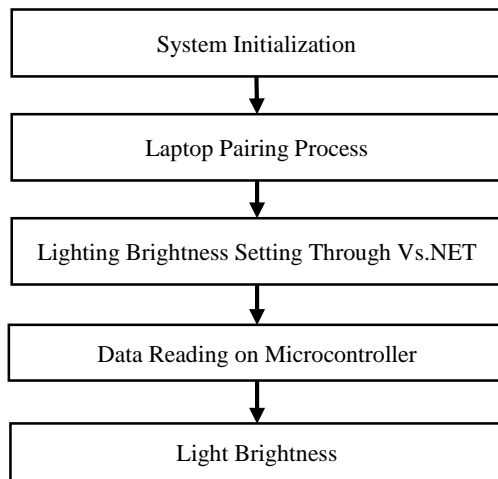 System Initialization
Laptop Pairing Process
Lighting Brightness Setting Through Vs.NET
Data Reading on Microcontroller
Light Brightness